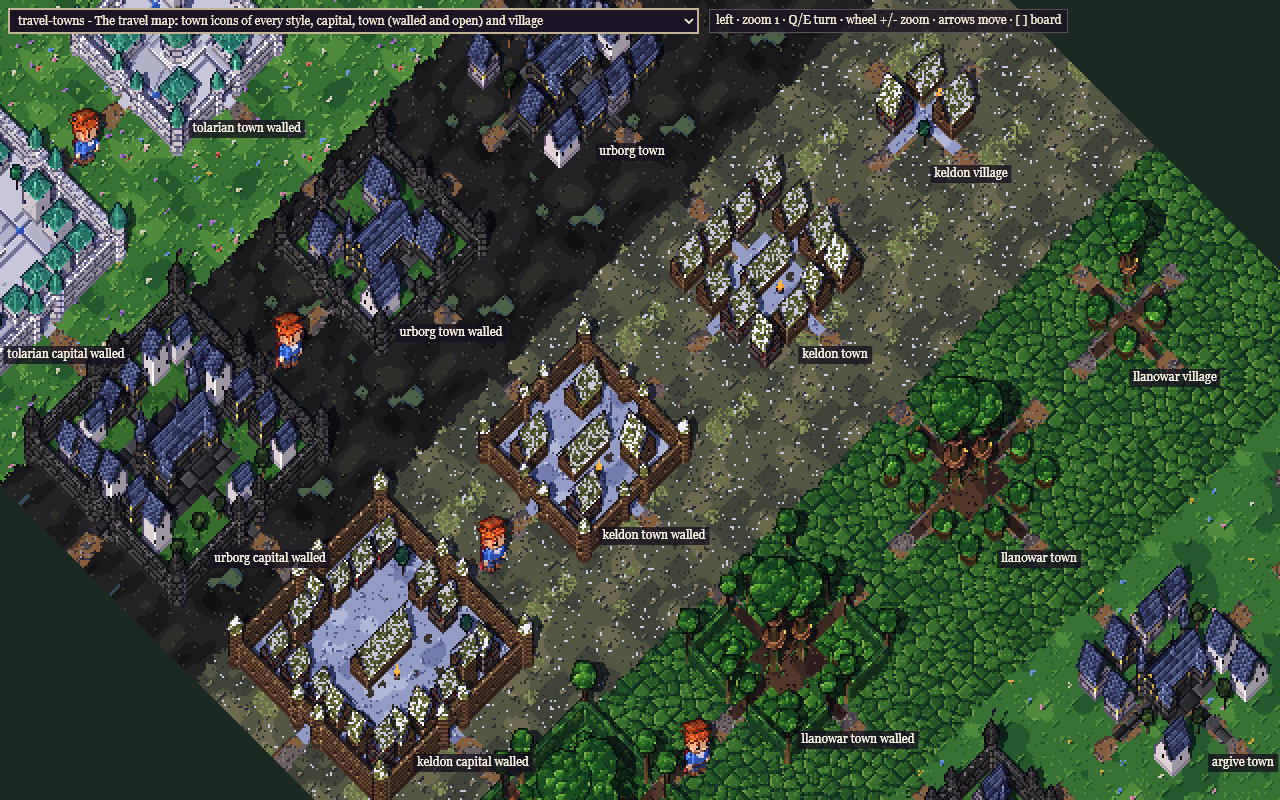 travel-towns - The travel map: town icons of every style, capital, town (walled and open) and village
left · zoom 1 · Q/E turn · wheel +/- zoom · arrows move · [ ] board
tolarian town walled
urborg town
keldon village
urborg town walled
tolarian capital walled
keldon town
llanowar village
keldon town walled
urborg capital walled
llanowar town
llanowar town walled
keldon capital walled
argive town